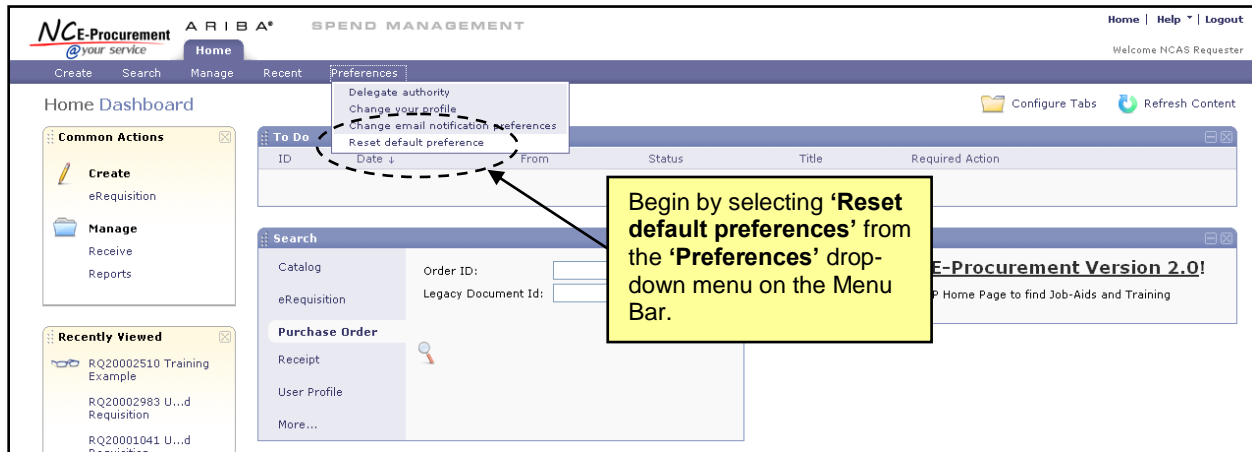 NCE-Procurement
@your service
ARIBA® SPEND MANAGEMENT
Home | Help | Logout
Home
Welcome NCAS Requester
Create Search Manage Recent Preferences
Delegate authority
Change your profile
Change email notification preferences
Reset default preference
Home Dashboard
Configure Tabs Refresh Content
Common Actions
Create
eRequisition
Manage
Receive
Reports
To Do
ID Date ↓ From Status Title Required Action
Begin by selecting ‘Reset
default preferences’ from
the ‘Preferences’ drop-
down menu on the Menu
Bar.
Search
Catalog
eRequisition
Purchase Order
Receipt
User Profile
More...
Order ID:
Legacy Document Id:
E-Procurement Version 2.0!
P Home Page to find Job-Aids and Training
Recently Viewed
RQ20002510 Training
Example
RQ20002983 U...d
Requisition
RQ20001041 U...d